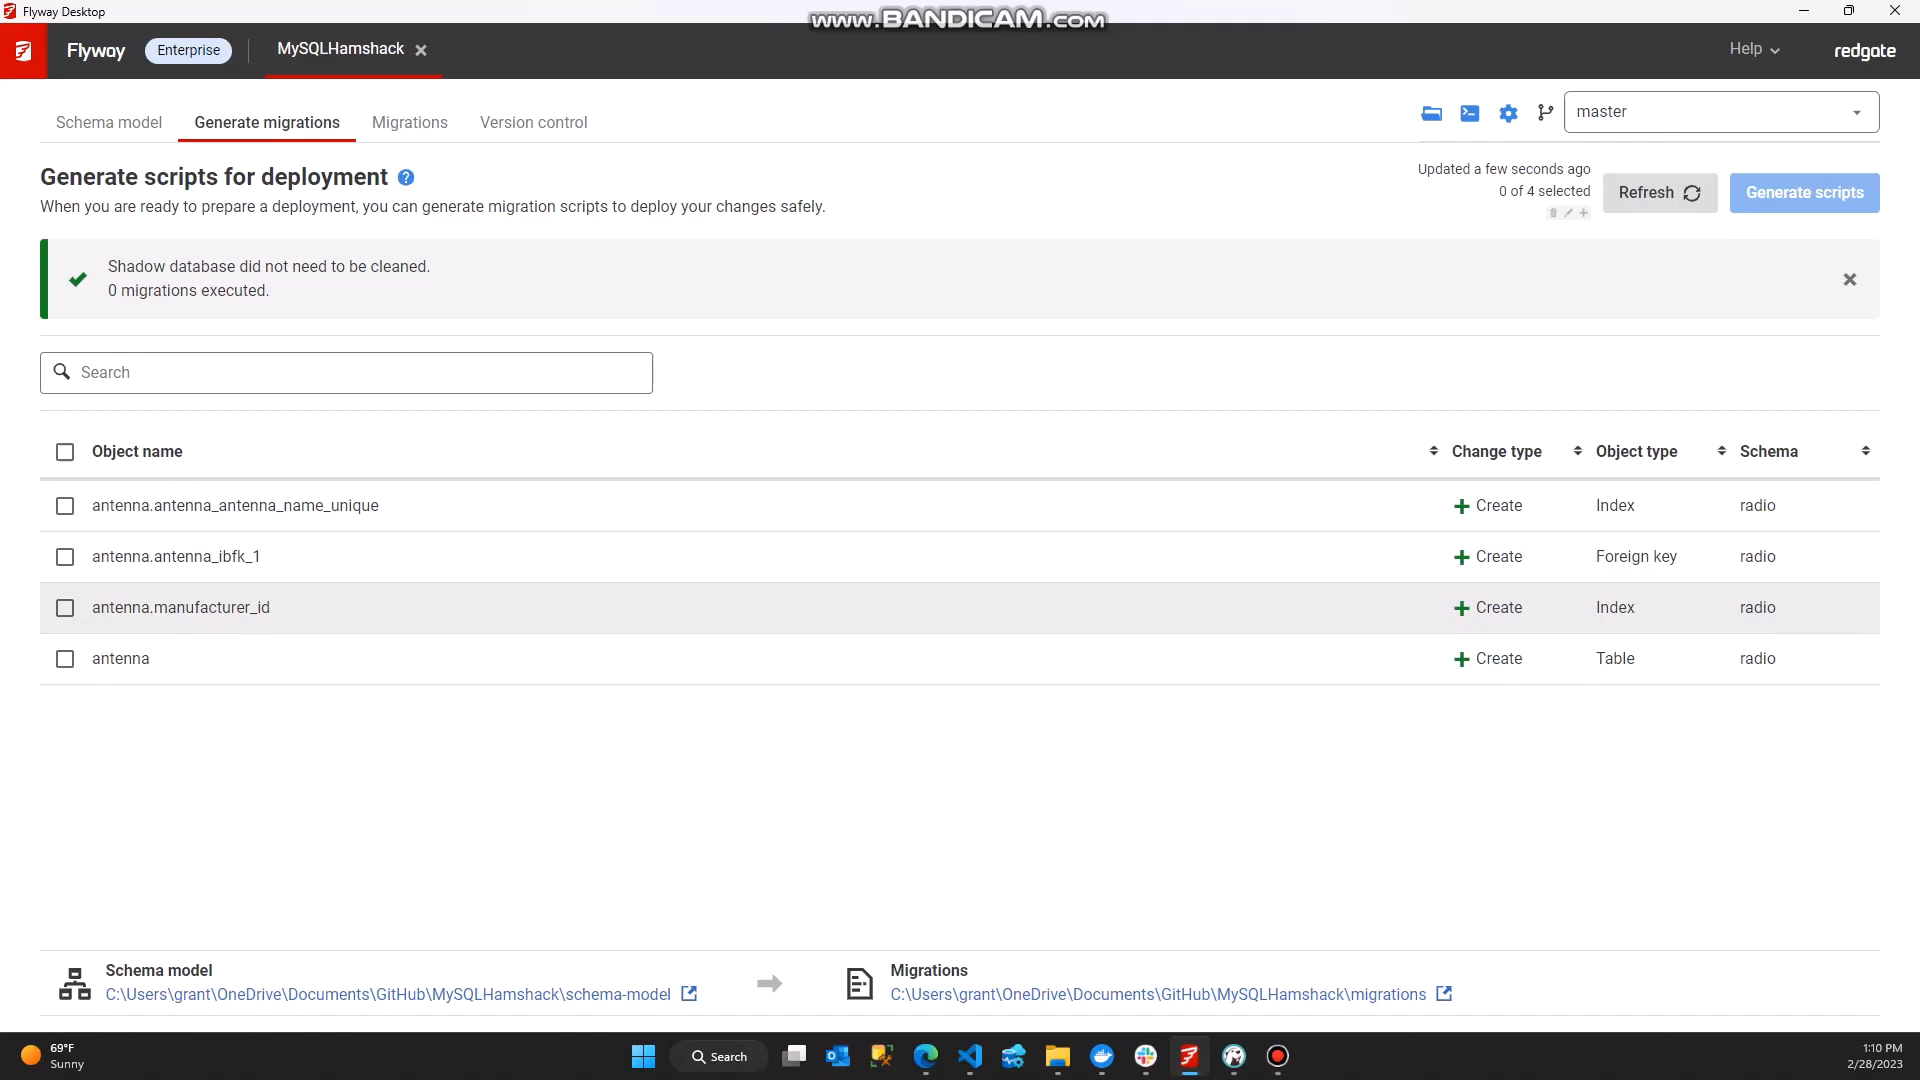 Flyway Desktop
www.BANDICAM.com
Flyway
Enterprise
MySQLHamshack
Help
redgate
Schema model
Generate migrations
Migrations
Version control
master
Generate scripts for deployment
When you are ready to prepare a deployment, you can generate migration scripts to deploy your changes safely.
Updated a few seconds ago
0 of 4 selected
Refresh
Generate scripts
Shadow database did not need to be cleaned.
0 migrations executed.
Search
Object name Change type Object type Schema
antenna.antenna_antenna_name_unique Create Index radio
antenna.antenna_ibfk_1 Create Foreign key radio
antenna.manufacturer_id Create Index radio
antenna Create Table radio
Schema model
C:\Users\grant\OneDrive\Documents\GitHub\MySQLHamshack\schema-model
Migrations
C:\Users\grant\OneDrive\Documents\GitHub\MySQLHamshack\migrations
69°F
Sunny
Search
1:10 PM
2/28/2023